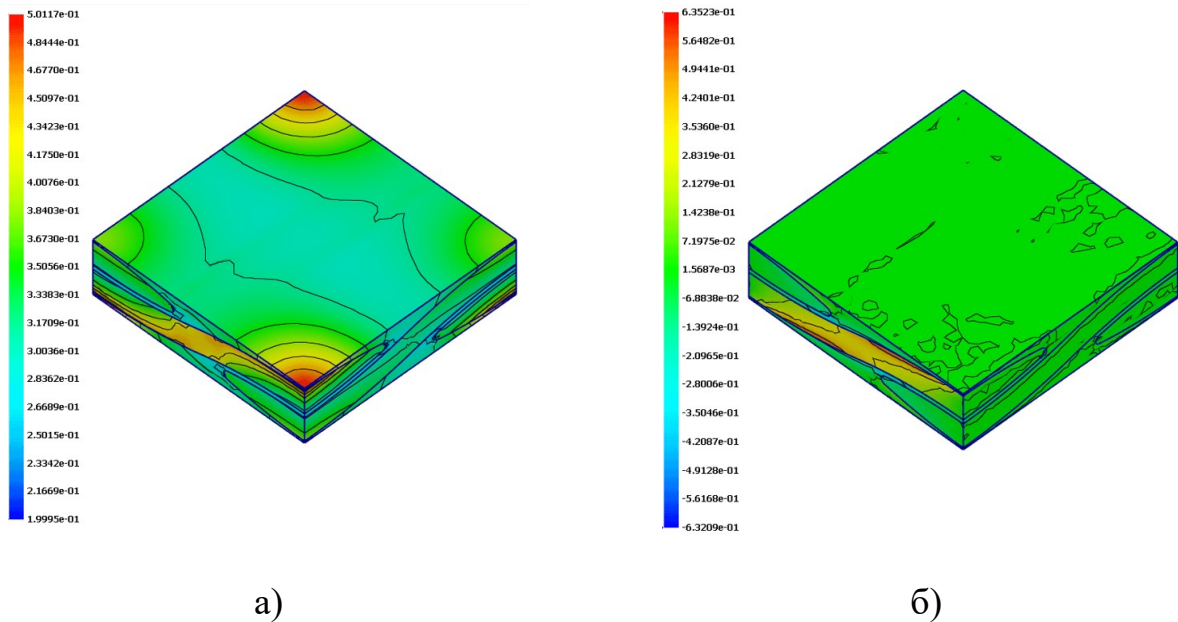 5.0117e-01
4.8444e-01
4.6770e-01
4.5097e-01
4.3423e-01
4.1750e-01
4.0076e-01
3.8403e-01
3.6730e-01
3.5056e-01
3.3383e-01
3.1709e-01
3.0036e-01
2.8362e-01
2.6689e-01
2.5015e-01
2.3342e-01
2.1669e-01
1.9995e-01
а)
6.3523e-01
5.6482e-01
4.9441e-01
4.2401e-01
3.5360e-01
2.8319e-01
2.1279e-01
1.4238e-01
7.1975e-02
1.5687e-03
-6.8838e-02
-1.3924e-01
-2.0965e-01
-2.8006e-01
-3.5046e-01
-4.2087e-01
-4.9128e-01
-5.6168e-01
-6.3209e-01
б)